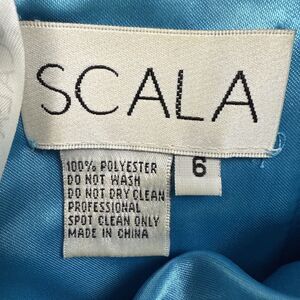 SCALA
6
100% POLYESTER
DO NOT WASH
DO NOT DRY CLEAN
PROFESSIONAL
SPOT CLEAN ONLY
MADE IN CHINA